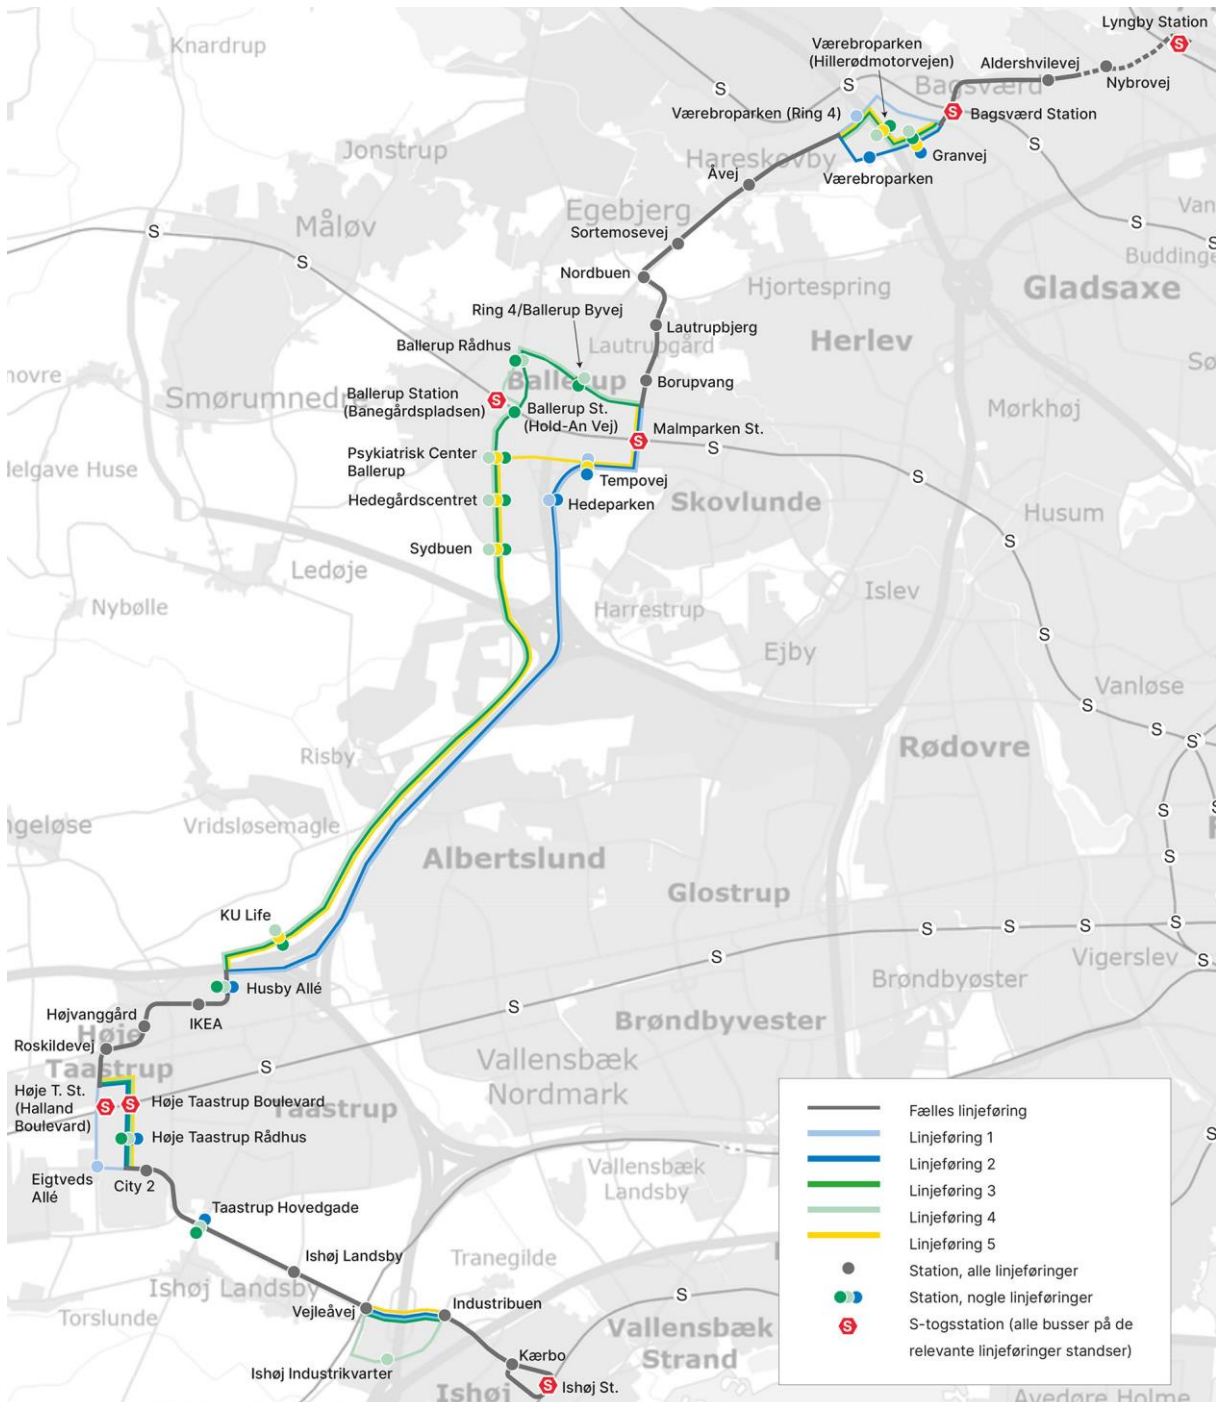 Lyngby Station
Knardrup
Værebroparken
(Hillerødmotorvejen)
Aldershvilevej
Bagsværd
Nybrovej
S
S
S
S
Værebroparken (Ring 4)
Bagsværd Station
Jonstrup
Hareskovby
Granvej
S
Åvej
Værebroparken
Måløv
Egebjerg
S
S
Sortemosevej
S
Buddinge
Nordbuen
Hjortespring
Gladsaxe
Ring 4/Ballerup Byvej
Lautrupbjerg
Lautrupgård
Herlev
Ballerup Rådhus
Ballerup
Borupvang
Ballerup Station
(Banegårdspladsen)
S
Smørumnedre
Ballerup St.
(Hold-An Vej)
Mørkhøj
S
Malmparken St.
S
S
Psykiatrisk Center
Ballerup
Tempovej
Hedegårdscentret
Hedeparken
Skovlunde
Husum
S
Sydbuen
Ledøje
Islev
Nybølle
Harrestrup
S
Ejby
Vanløse
S
S
S
Risby
Rødovre
Vridsløsemagle
S
Albertslund
S
Glostrup
KU Life
S
S
S
S
S
S
Vigerslev
Brøndbyøster
Husby Allé
S
Højvanggård
IKEA
Brøndbyvester
Høje
Taastrup
Roskildevej
Vallensbæk
Nordmark
S
Høje T. St.
(Halland
Boulevard)
S
S
Høje Taastrup Boulevard
Taastrup
Høje Taastrup Rådhus
Eigtveds
Allé
City 2
Vallensbæk
Landsby
Taastrup Hovedgade
Ishøj Landsby
Tranegilde
Ishøj Landsby
Torslunde
Vejleåvej
Industribuen
S
Vallensbæk
Strand
Kærbo
Ishøj Industrikvarter
S
Ishøj St.
Ishøj
Avedøre Holme
Fælles linjeføring
Linjeføring 1
Linjeføring 2
Linjeføring 3
Linjeføring 4
Linjeføring 5
Station, alle linjeføringer
Station, nogle linjeføringer
S
S-togsstation (alle busser på de
relevante linjeføringer standser)